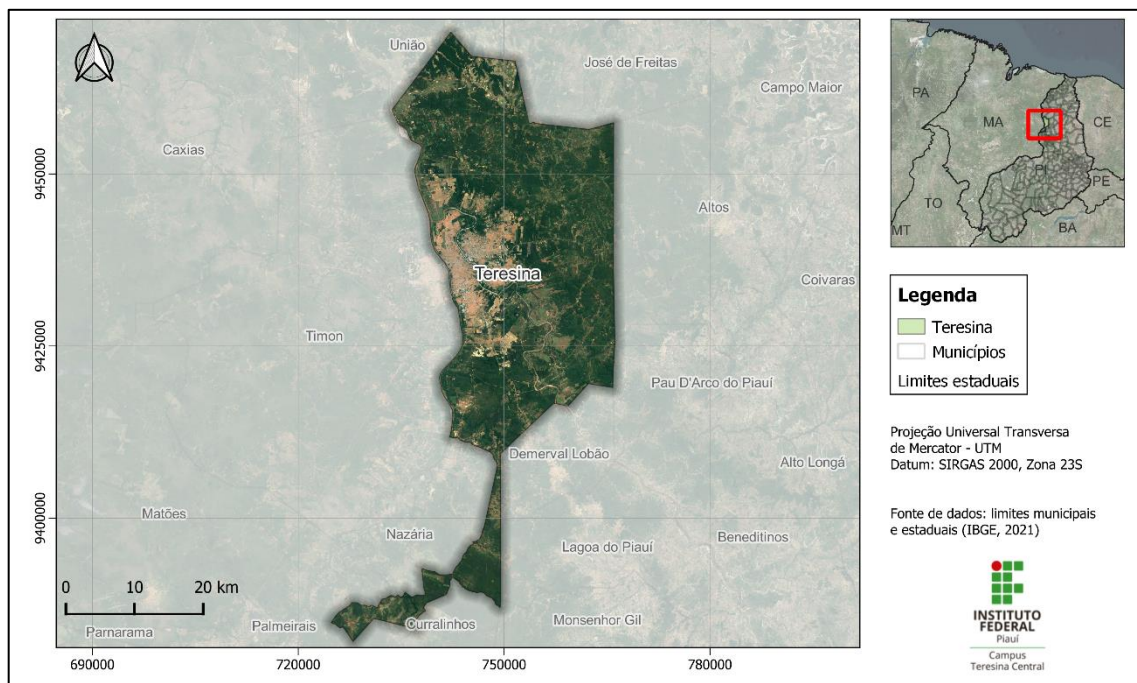 União
José de Freitas
Campo Maior
Caxias
Altos
Teresina
Coivaras
Timon
Pau D'Arco do Piauí
Demerval Lobão
Alto Longá
Matões
Nazária
Lagoa do Piauí
Beneditinos
0 10 20 km
Parnarama
Palmeirais
Curralinhos
Monsenhor Gil
9450000
9425000
9400000
690000 720000 750000 780000
PA
MA
CE
PI
PE
TO
MT
BA
Legenda
Teresina
Municípios
Limites estaduais
Projeção Universal Transversa
de Mercator - UTM
Datum: SIRGAS 2000, Zona 23S
Fonte de dados: limites municipais
e estaduais (IBGE, 2021)
INSTITUTO
FEDERAL
Piauí
Campus
Teresina Central